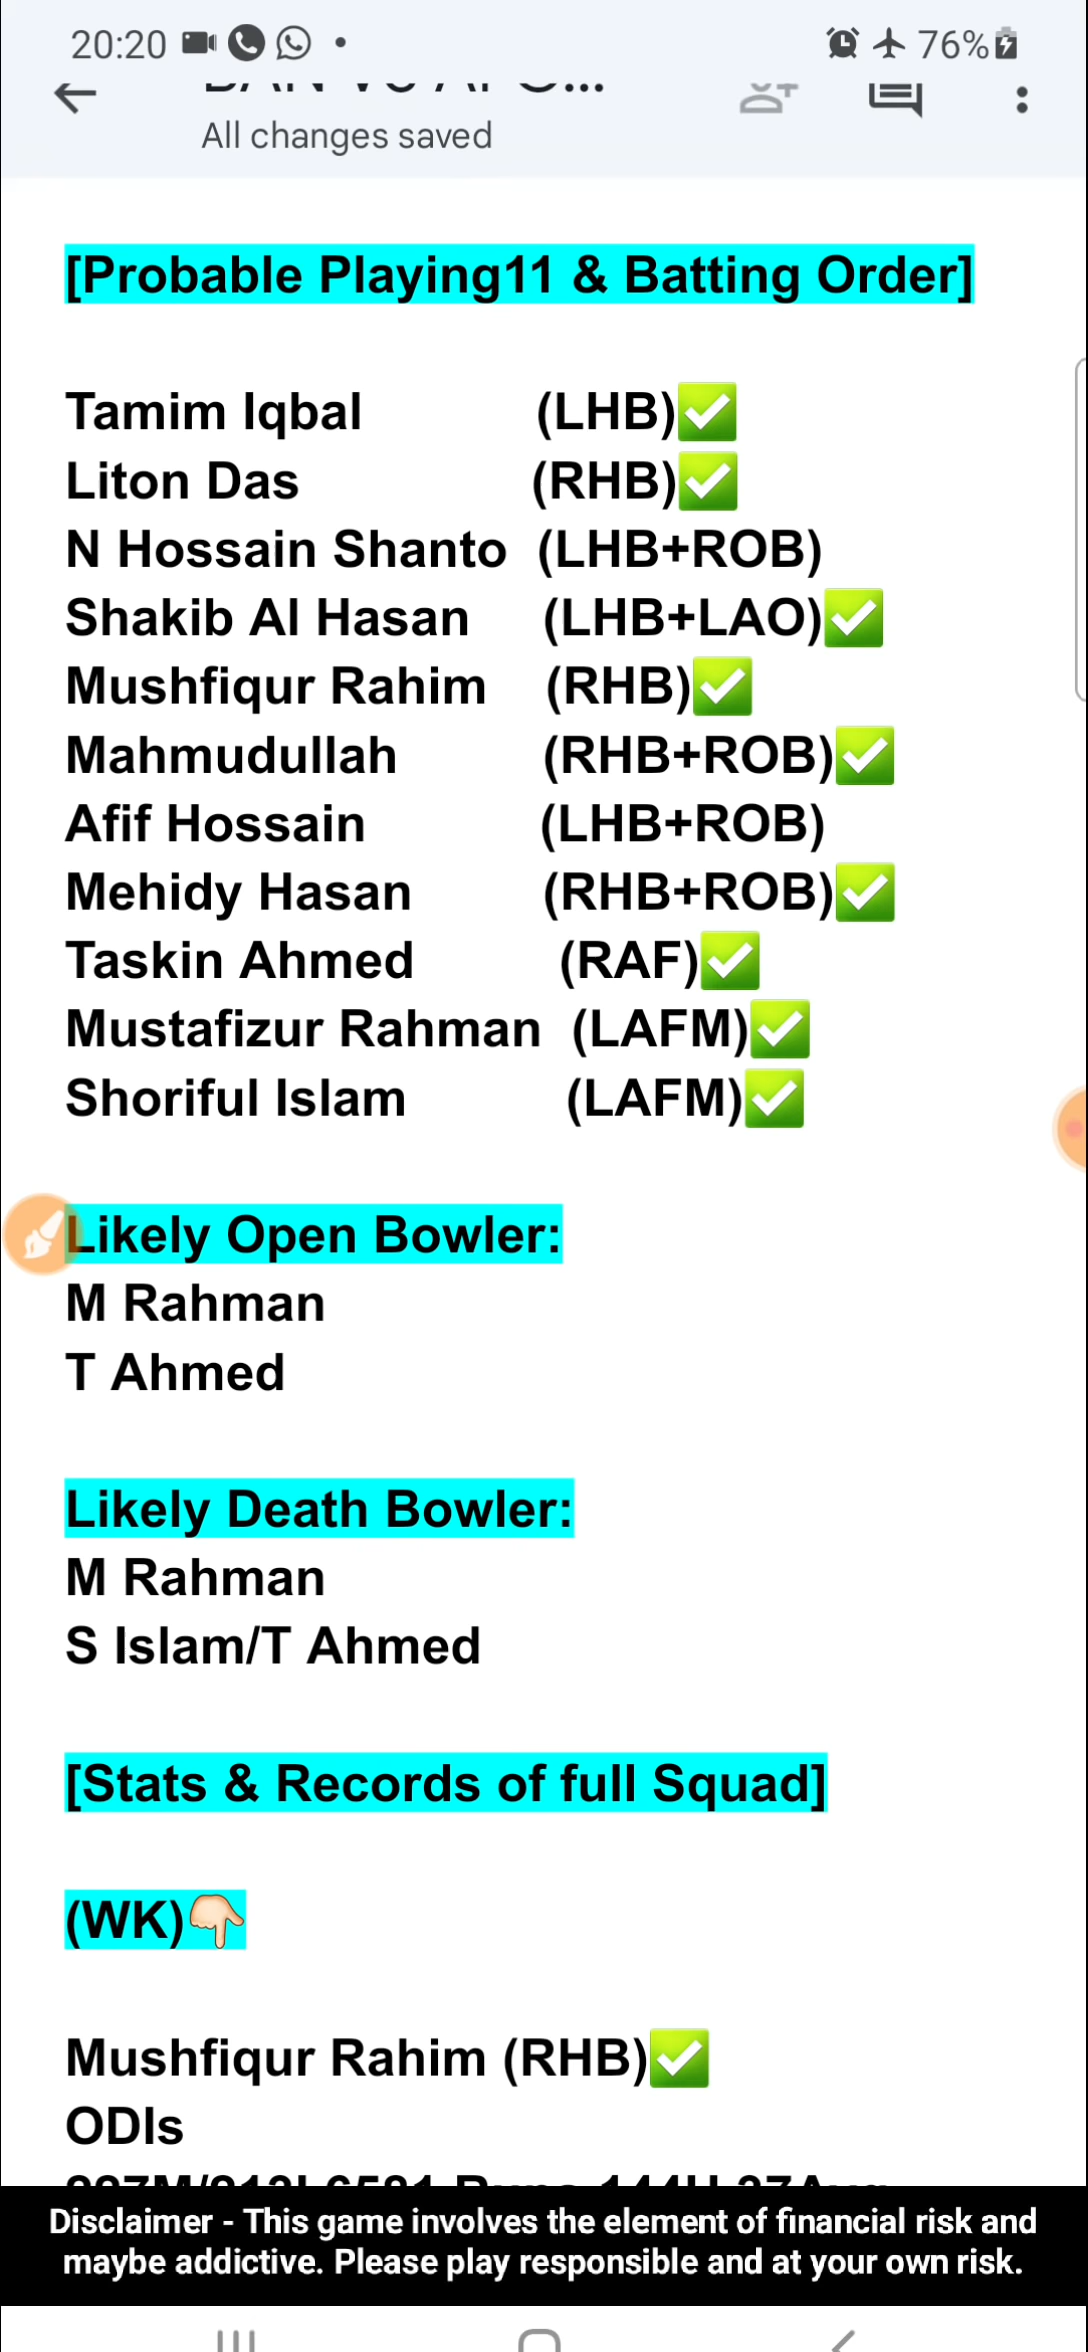 20:20
76%
All changes saved
[Probable Playing11 & Batting Order]
Tamim Iqbal (LHB)✅
Liton Das (RHB)✅
N Hossain Shanto (LHB+ROB)
Shakib Al Hasan (LHB+LAO)✅
Mushfiqur Rahim (RHB)✅
Mahmudullah (RHB+ROB)✅
Afif Hossain (LHB+ROB)
Mehidy Hasan (RHB+ROB)✅
Taskin Ahmed (RAF)✅
Mustafizur Rahman (LAFM)✅
Shoriful Islam (LAFM)✅
Likely Open Bowler:
M Rahman
T Ahmed
Likely Death Bowler:
M Rahman
S Islam/T Ahmed
[Stats & Records of full Squad]
(WK)👇🏻
Mushfiqur Rahim (RHB)✅
ODIs
Disclaimer - This game involves the element of financial risk and
maybe addictive. Please play responsible and at your own risk.